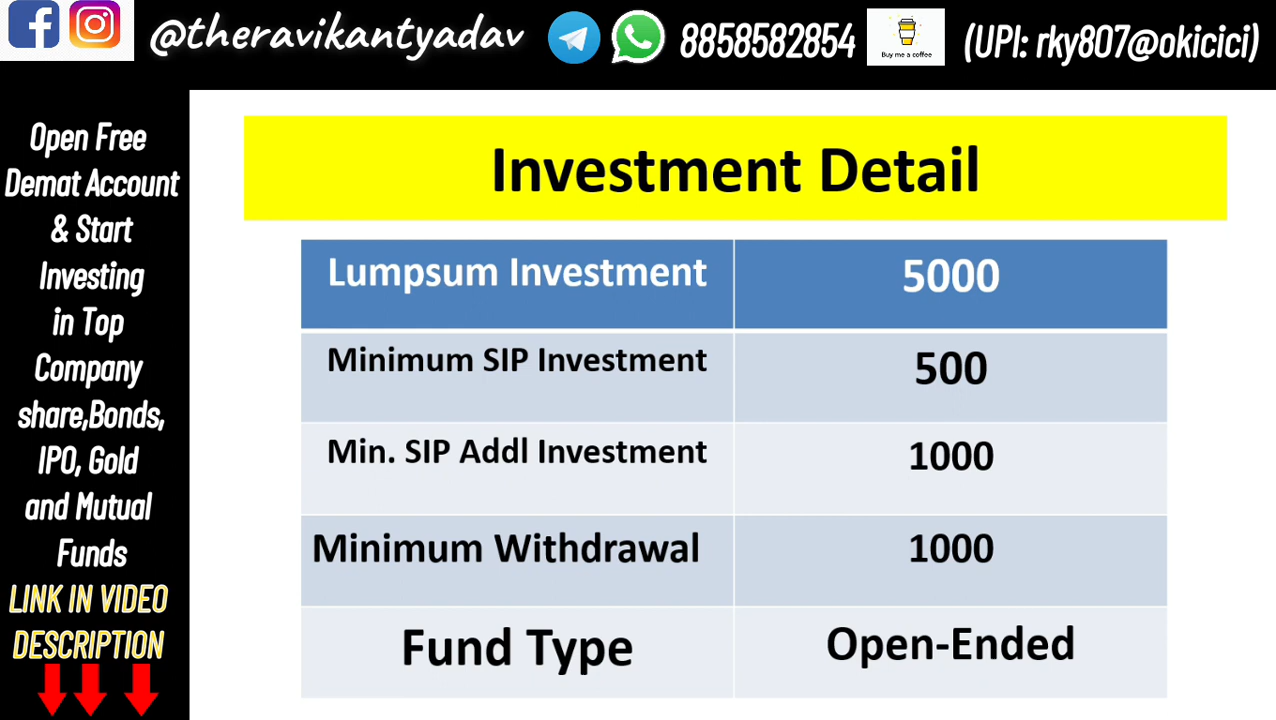 @theravikantyadav 8858582854 Buy me a coffee (UPI: rky807@okicici)
Open Free
Demat Account
& Start
Investing
in Top
Company
share,Bonds,
IPO, Gold
and Mutual
Funds
LINK IN VIDEO
DESCRIPTION
Investment Detail
Lumpsum Investment 5000
Minimum SIP Investment 500
Min. SIP Addl Investment 1000
Minimum Withdrawal 1000
Fund Type Open-Ended